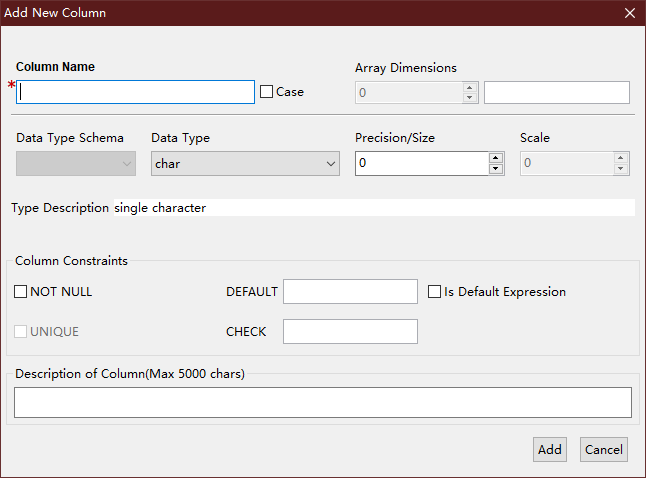 Add New Column
Column Name
Array Dimensions
*
Case
0
Data Type Schema
Data Type
Precision/Size
Scale
char
0
0
Type Description single character
Column Constraints
NOT NULL
DEFAULT
Is Default Expression
UNIQUE
CHECK
Description of Column(Max 5000 chars)
Add
Cancel